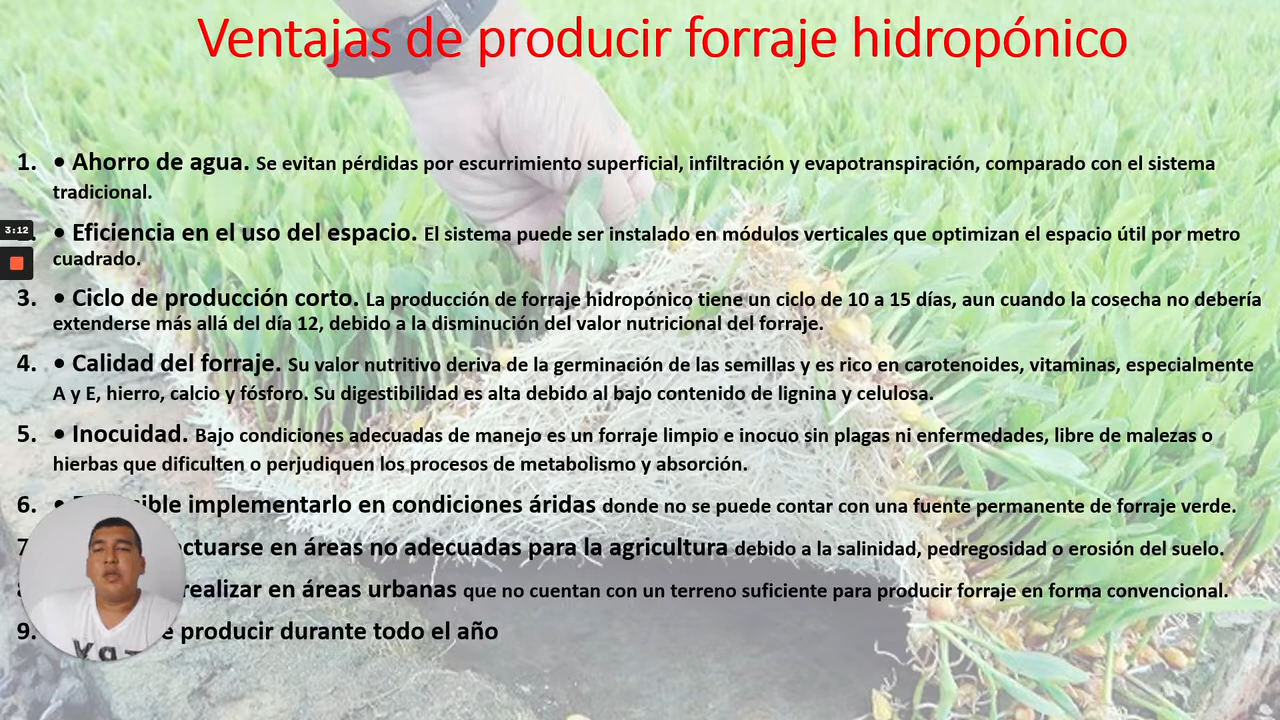 Ventajas de producir forraje hidropónico
1. • Ahorro de agua. Se evitan pérdidas por escurrimiento superficial, infiltración y evapotranspiración, comparado con el sistema
tradicional.
3:12
• Eficiencia en el uso del espacio. El sistema puede ser instalado en módulos verticales que optimizan el espacio útil por metro
cuadrado.
3. • Ciclo de producción corto. La producción de forraje hidropónico tiene un ciclo de 10 a 15 días, aun cuando la cosecha no debería
extenderse más allá del día 12, debido a la disminución del valor nutricional del forraje.
4. • Calidad del forraje. Su valor nutritivo deriva de la germinación de las semillas y es rico en carotenoides, vitaminas, especialmente
A y E, hierro, calcio y fósforo. Su digestibilidad es alta debido al bajo contenido de lignina y celulosa.
5. • Inocuidad. Bajo condiciones adecuadas de manejo es un forraje limpio e inocuo sin plagas ni enfermedades, libre de malezas o
hierbas que dificulten o perjudiquen los procesos de metabolismo y absorción.
6. • implementarlo en condiciones áridas donde no se puede contar con una fuente permanente de forraje verde.
en áreas no adecuadas para la agricultura debido a la salinidad, pedregosidad o erosión del suelo.
realizar en áreas urbanas que no cuentan con un terreno suficiente para producir forraje en forma convencional.
9. producir durante todo el año